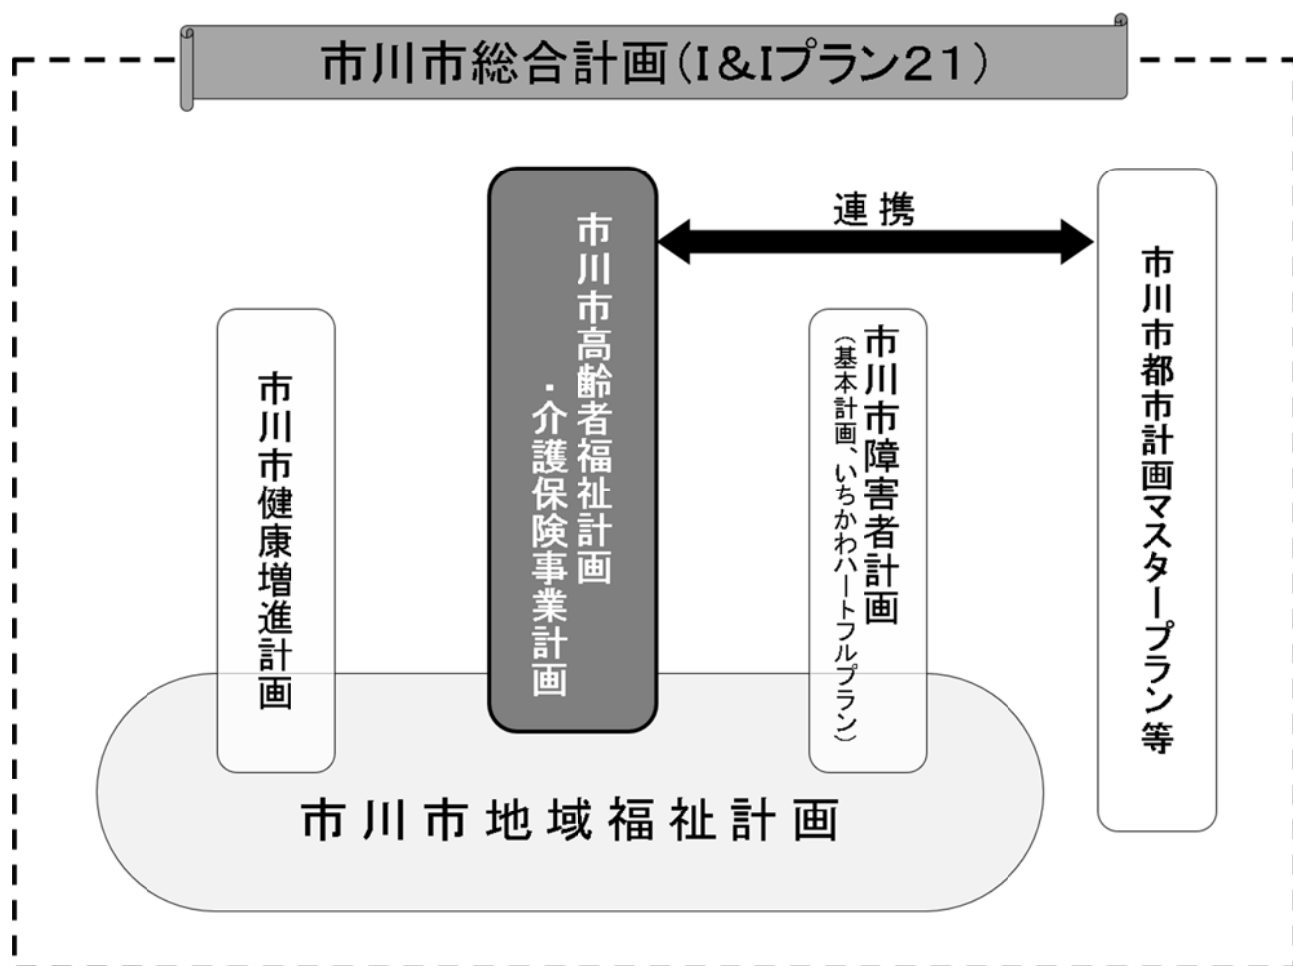 市川市総合計画(I&Iプラン21)
連携
市川市健康増進計画
市川市高齢者福祉計画
・介護保険事業計画
市川市障害者計画
(基本計画、いちかわハートフルプラン)
市川市都市計画マスタープラン等
市川市地域福祉計画